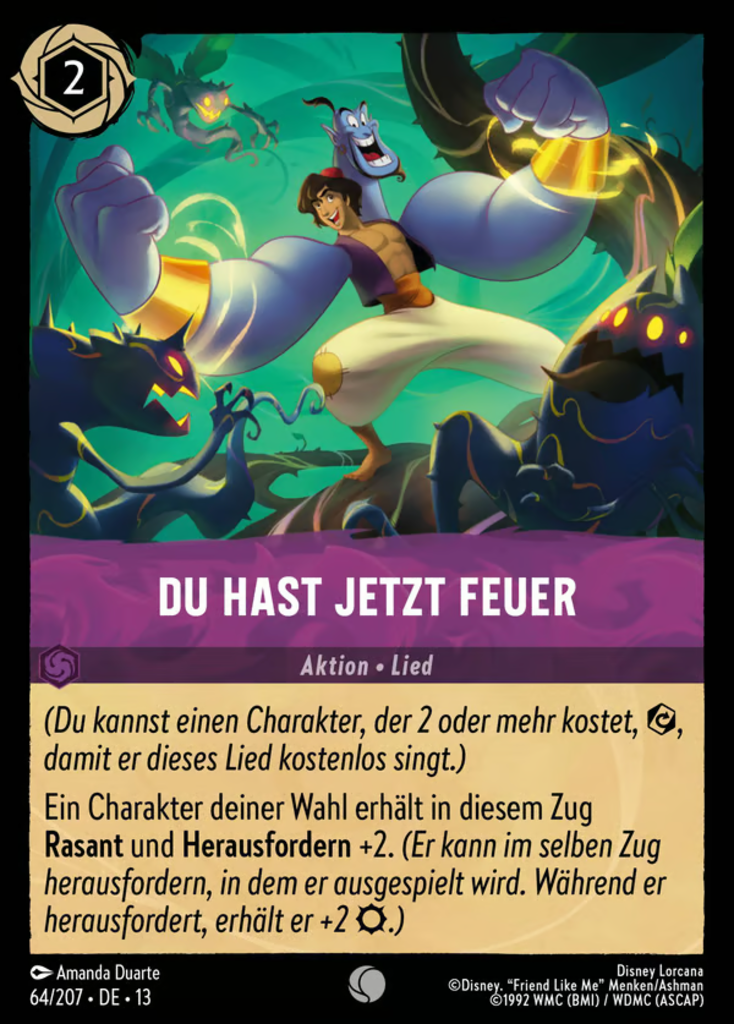 2
DU HAST JETZT FEUER
Aktion • Lied
(Du kannst einen Charakter, der 2 oder mehr kostet, ,
damit er dieses Lied kostenlos singt.)
Ein Charakter deiner Wahl erhält in diesem Zug
Rasant und Herausfordern +2. (Er kann im selben Zug
herausfordern, in dem er ausgespielt wird. Während er
herausfordert, erhält er +2 .)
Amanda Duarte
64/207 • DE • 13
Disney Lorcana
©Disney. "Friend Like Me" Menken/Ashman
©1992 WMC (BMI) / WDMC (ASCAP)